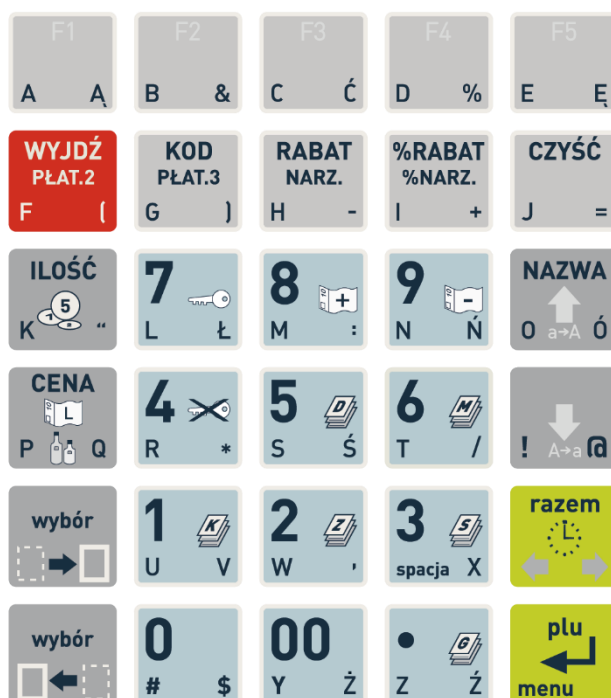 F1 F2 F3 F4 F5
A Ą B & C Ć D % E Ę
WYJDŹ KOD RABAT %RABAT CZYŚĆ
PŁAT.2 PŁAT.3 NARZ. %NARZ.
F ( G ) H - I + J =
ILOŚĆ 7 8 9 NAZWA
5 + -
K “ L Ł M : N Ń O a→A Ó
CENA 4 5 6
L D M
P Q R * S Ś T / ! A→a @
wybór 1 2 3 razem
K Z S
U V W , spacja X
wybór 0 00 • plu
G
# $ Y Ż Z Ź menu